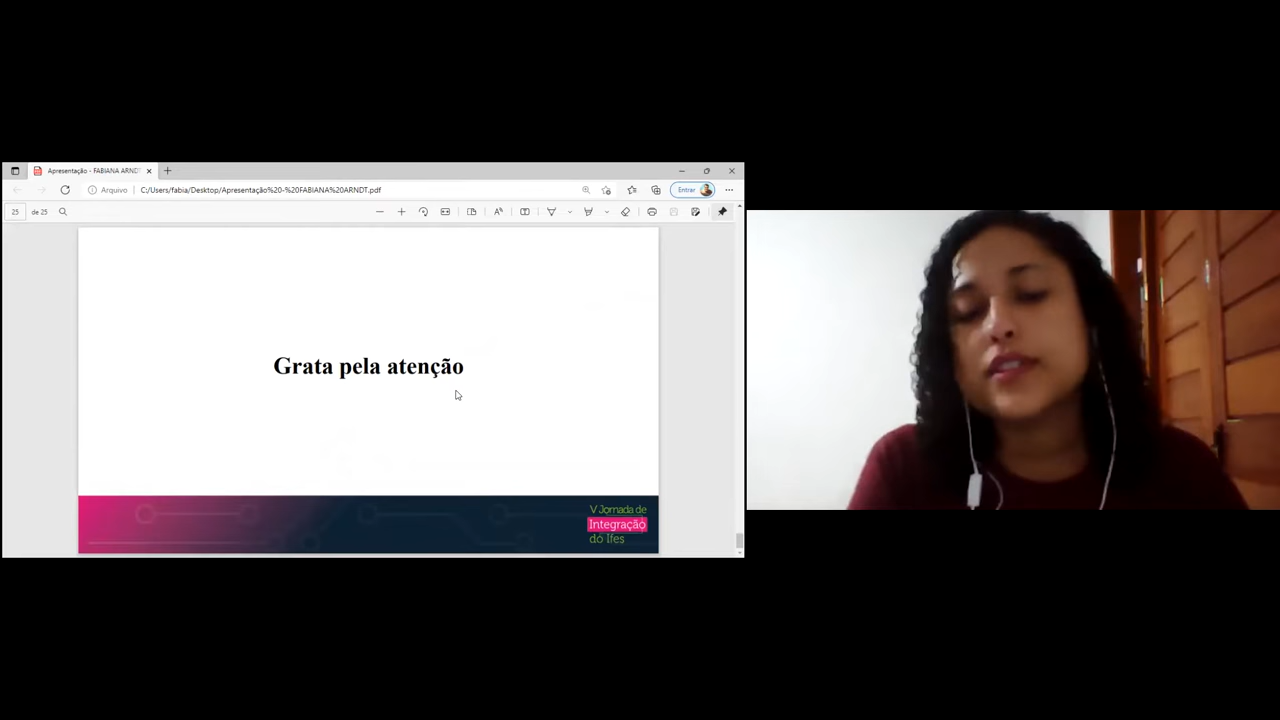 Apresentação - FABIANA ARNDT
Arquivo
C:/Users/fabia/Desktop/Apresentação%20-%20FABIANA%20ARNDT.pdf
Entrar
25 de 25
Grata pela atenção
V Jornada de
Integração
do Ifes